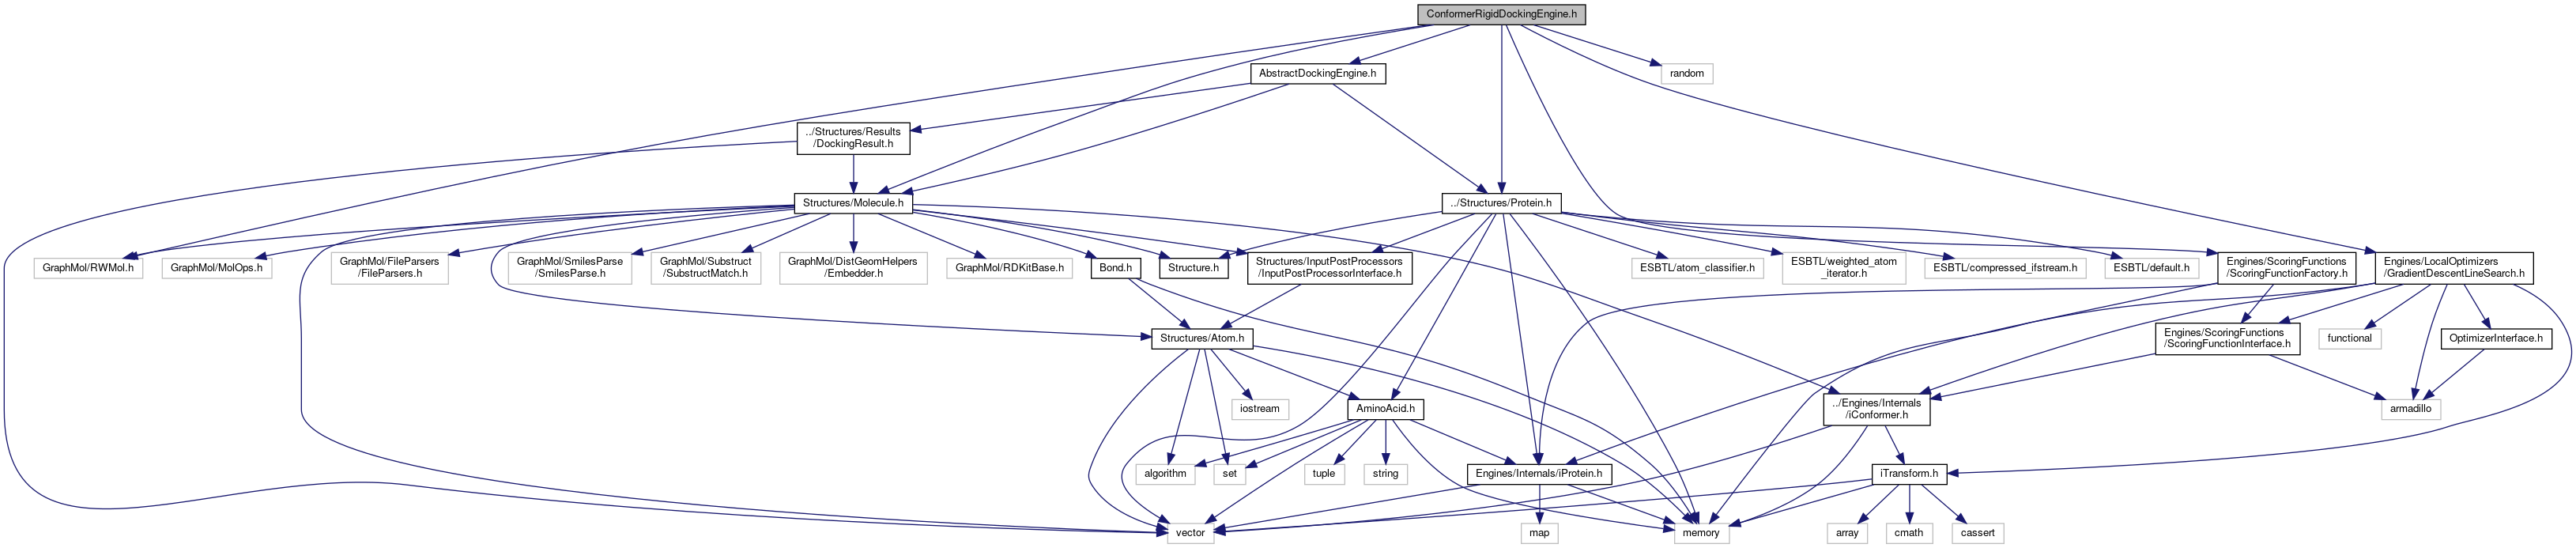 ConformerRigidDockingEngine.h
AbstractDockingEngine.h
random
../Structures/Results
/DockingResult.h
Structures/Molecule.h
../Structures/Protein.h
GraphMol/RWMol.h
GraphMol/MolOps.h
GraphMol/FileParsers
/FileParsers.h
GraphMol/SmilesParse
/SmilesParse.h
GraphMol/Substruct
/SubstructMatch.h
GraphMol/DistGeomHelpers
/Embedder.h
GraphMol/RDKitBase.h
Bond.h
Structure.h
Structures/InputPostProcessors
/InputPostProcessorInterface.h
ESBTL/atom_classifier.h
ESBTL/weighted_atom
_iterator.h
ESBTL/compressed_ifstream.h
ESBTL/default.h
Engines/ScoringFunctions
/ScoringFunctionFactory.h
Engines/LocalOptimizers
/GradientDescentLineSearch.h
Structures/Atom.h
Engines/ScoringFunctions
/ScoringFunctionInterface.h
functional
OptimizerInterface.h
iostream
AminoAcid.h
../Engines/Internals
/iConformer.h
armadillo
algorithm
set
tuple
string
Engines/Internals/iProtein.h
iTransform.h
vector
map
memory
array
cmath
cassert